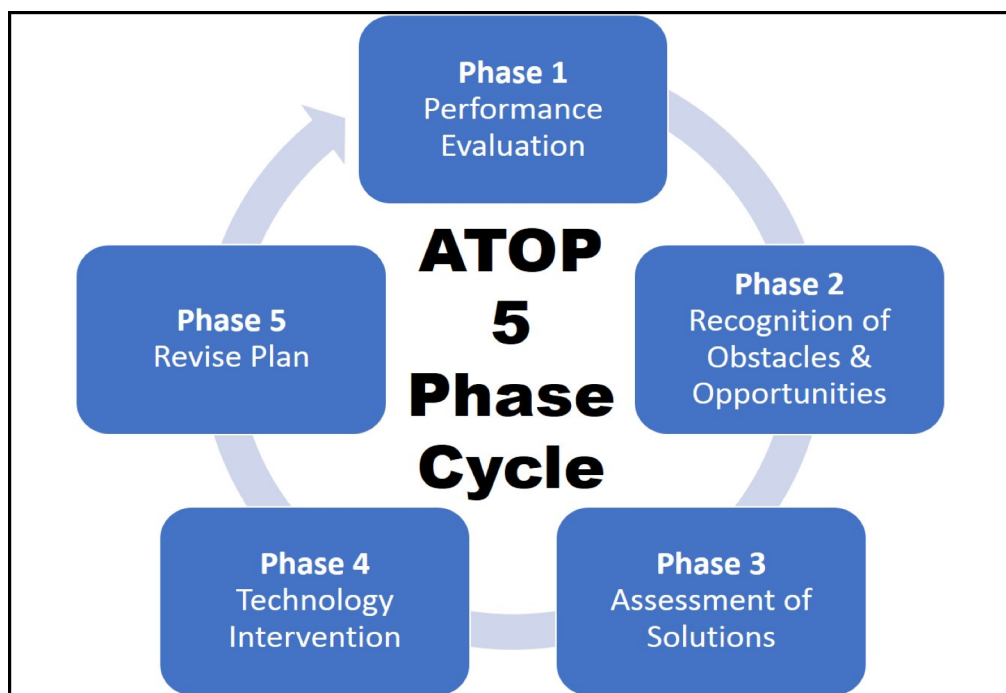 Phase 1
Performance
Evaluation
ATOP
5
Phase
Cycle
Phase 2
Recognition of
Obstacles &
Opportunities
Phase 3
Assessment of
Solutions
Phase 4
Technology
Intervention
Phase 5
Revise Plan